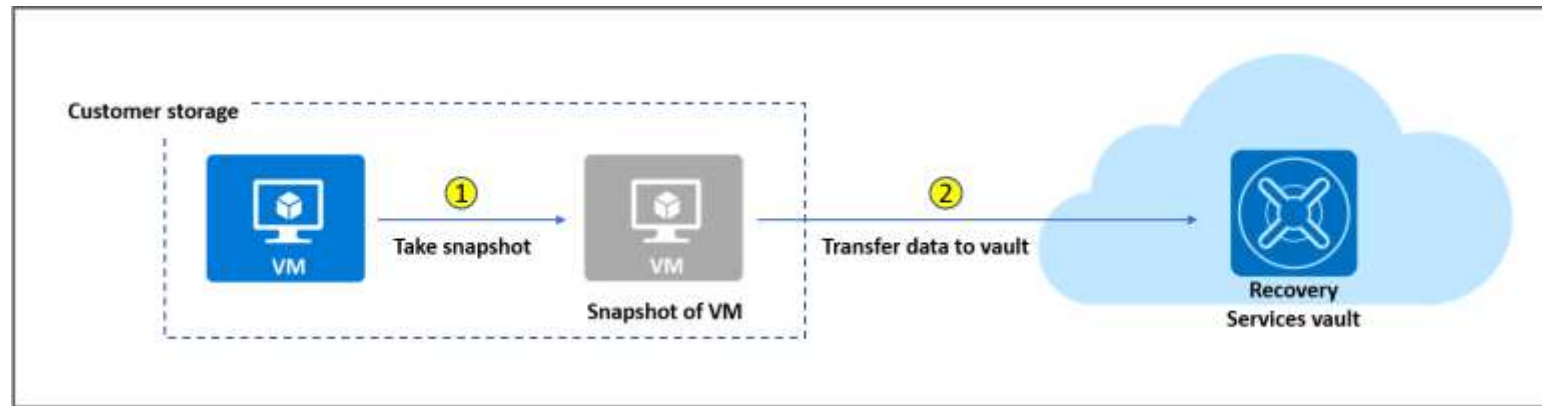 Customer storage
VM
1
Take snapshot
VM
Snapshot of VM
2
Transfer data to vault
Recovery
Services vault